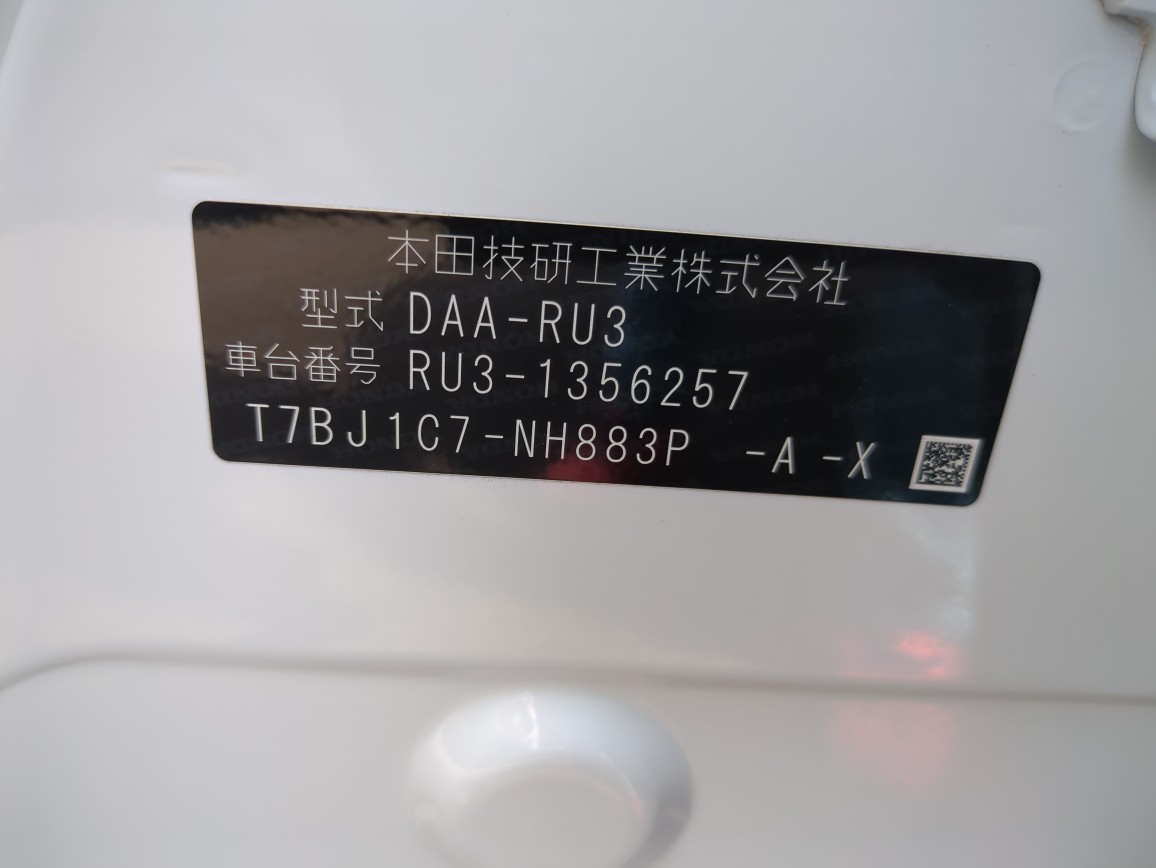 本田技研工業株式会社
型式 DAA-RU3
車台番号 RU3-1356257
T7BJ1C7-NH883P -A -X